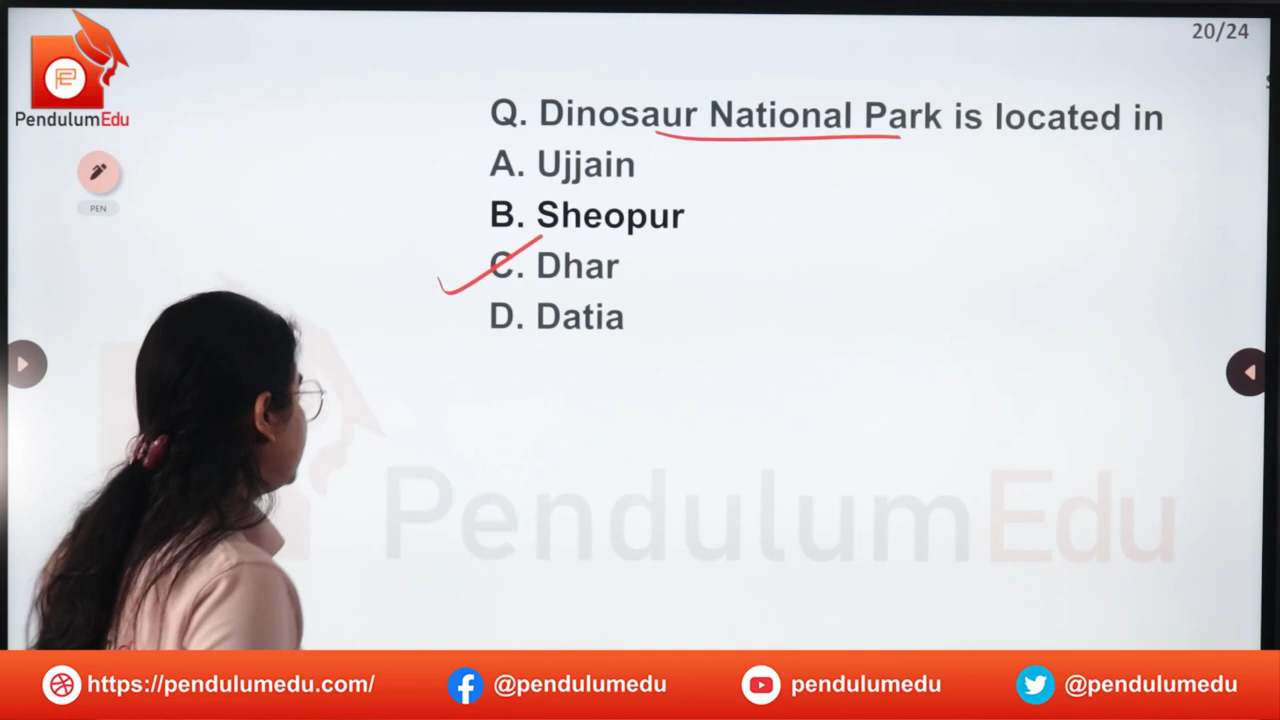 20/24
PendulumEdu
PEN
Q. Dinosaur National Park is located in
A. Ujjain
B. Sheopur
C. Dhar
D. Datia
PendulumEdu
https://pendulumedu.com/
@pendulumedu
pendulumedu
@pendulumedu